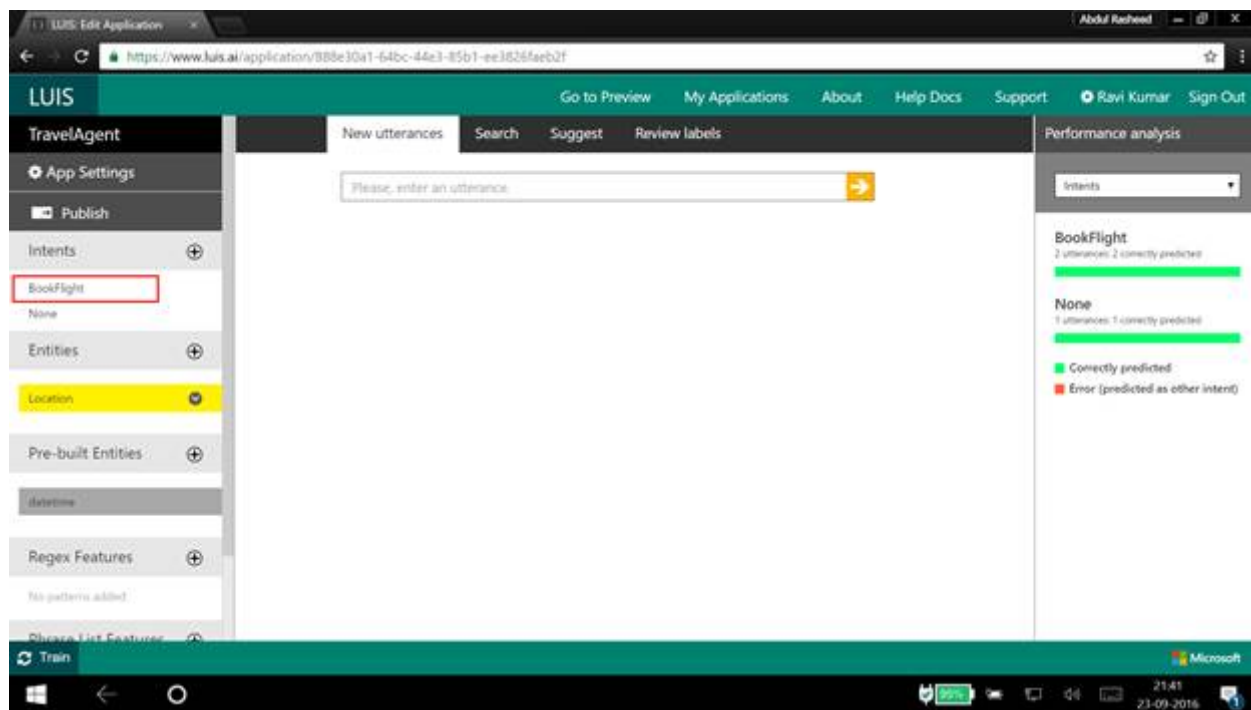 LUIS: Edit Application
Abdul Rasheed
https://www.luis.ai/application/888e30a1-64bc-44e3-85b1-ee3826faeb2f
LUIS
Go to Preview
My Applications
About
Help Docs
Support
Ravi Kumar
Sign Out
TravelAgent
New utterances
Search
Suggest
Review labels
Performance analysis
App Settings
Please, enter an utterance.
Intents
Publish
Intents
BookFlight
2 utterances: 2 correctly predicted
BookFlight
None
None
1 utterances: 1 correctly predicted
Entities
Correctly predicted
Error (predicted as other intent)
Location
Pre-built Entities
datetime
Regex Features
No patterns added
Phrase List Features
Train
Microsoft
99%
21:41
23-09-2016